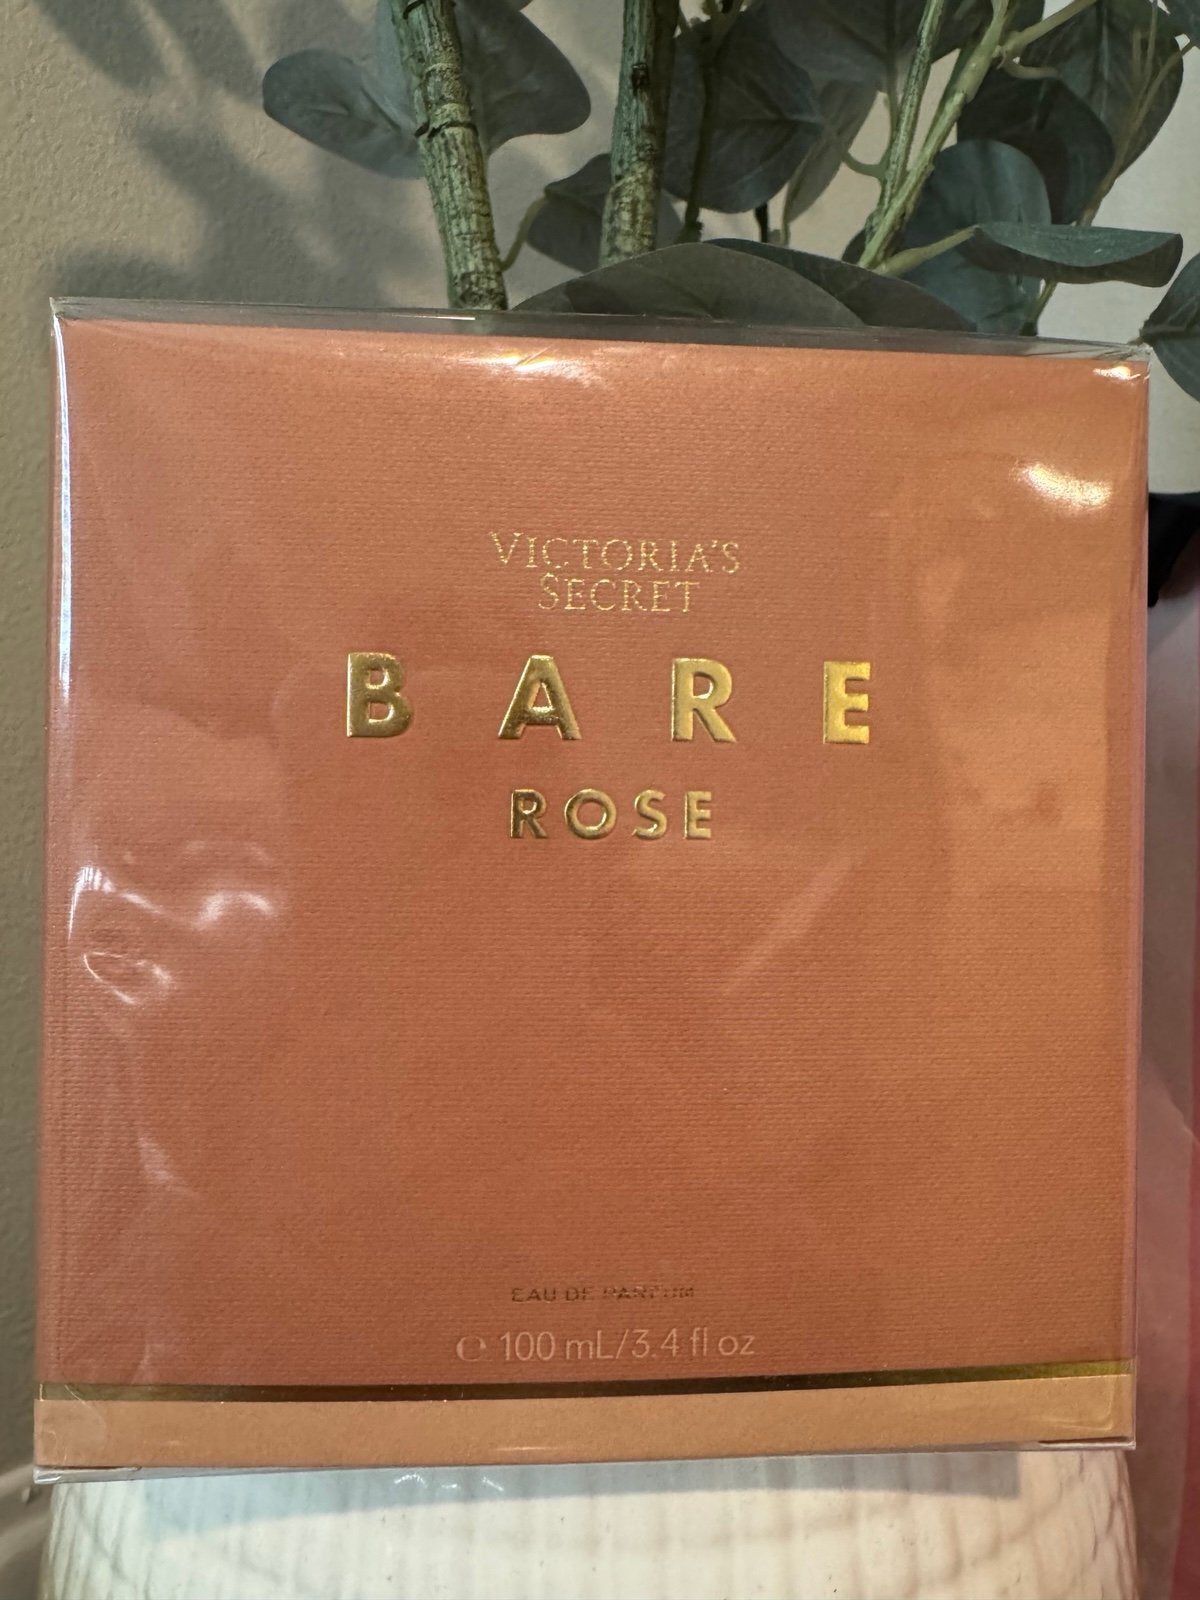 VICTORIA'S
SECRET
BARE
ROSE
EAU DE PARFUM
℮ 100 mL/3.4 fl oz